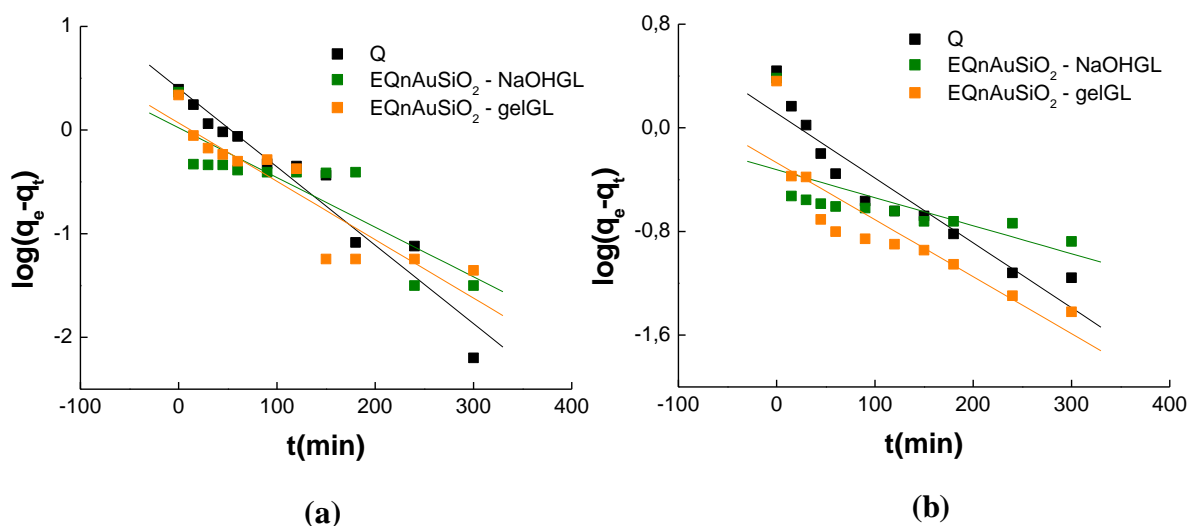 1
0
-1
-2
log(qₑ-qₜ)
Q
EQnAuSiO₂ - NaOHGL
EQnAuSiO₂ - gelGL
-100 0 100 200 300 400
t(min)
(a)
0,8
0,0
-0,8
-1,6
log(qₑ-qₜ)
Q
EQnAuSiO₂ - NaOHGL
EQnAuSiO₂ - gelGL
-100 0 100 200 300 400
t(min)
(b)